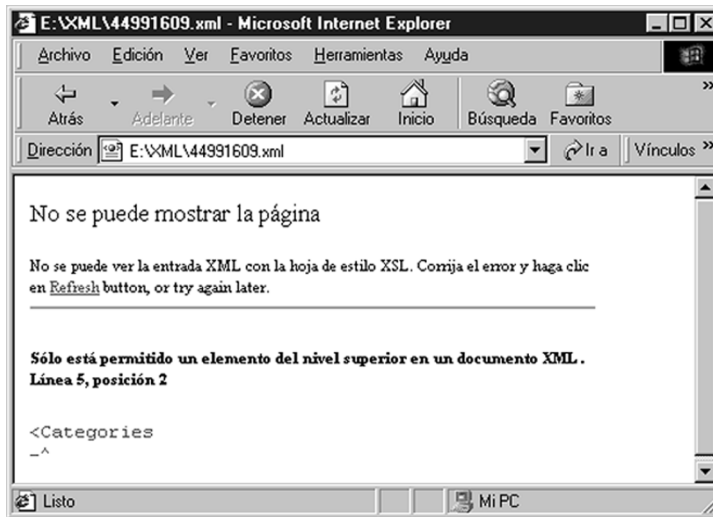 E:\XML\44991609.xml - Microsoft Internet Explorer
Archivo Edición Ver Favoritos Herramientas Ayuda
Atrás Adelante Detener Actualizar Inicio Búsqueda Favoritos »
Dirección E:\XML\44991609.xml Ir a Vínculos »
No se puede mostrar la página
No se puede ver la entrada XML con la hoja de estilo XSL. Corrija el error y haga clic
en Refresh button, or try again later.
Sólo está permitido un elemento del nivel superior en un documento XML .
Línea 5, posición 2
<Categories
-^
Listo Mi PC